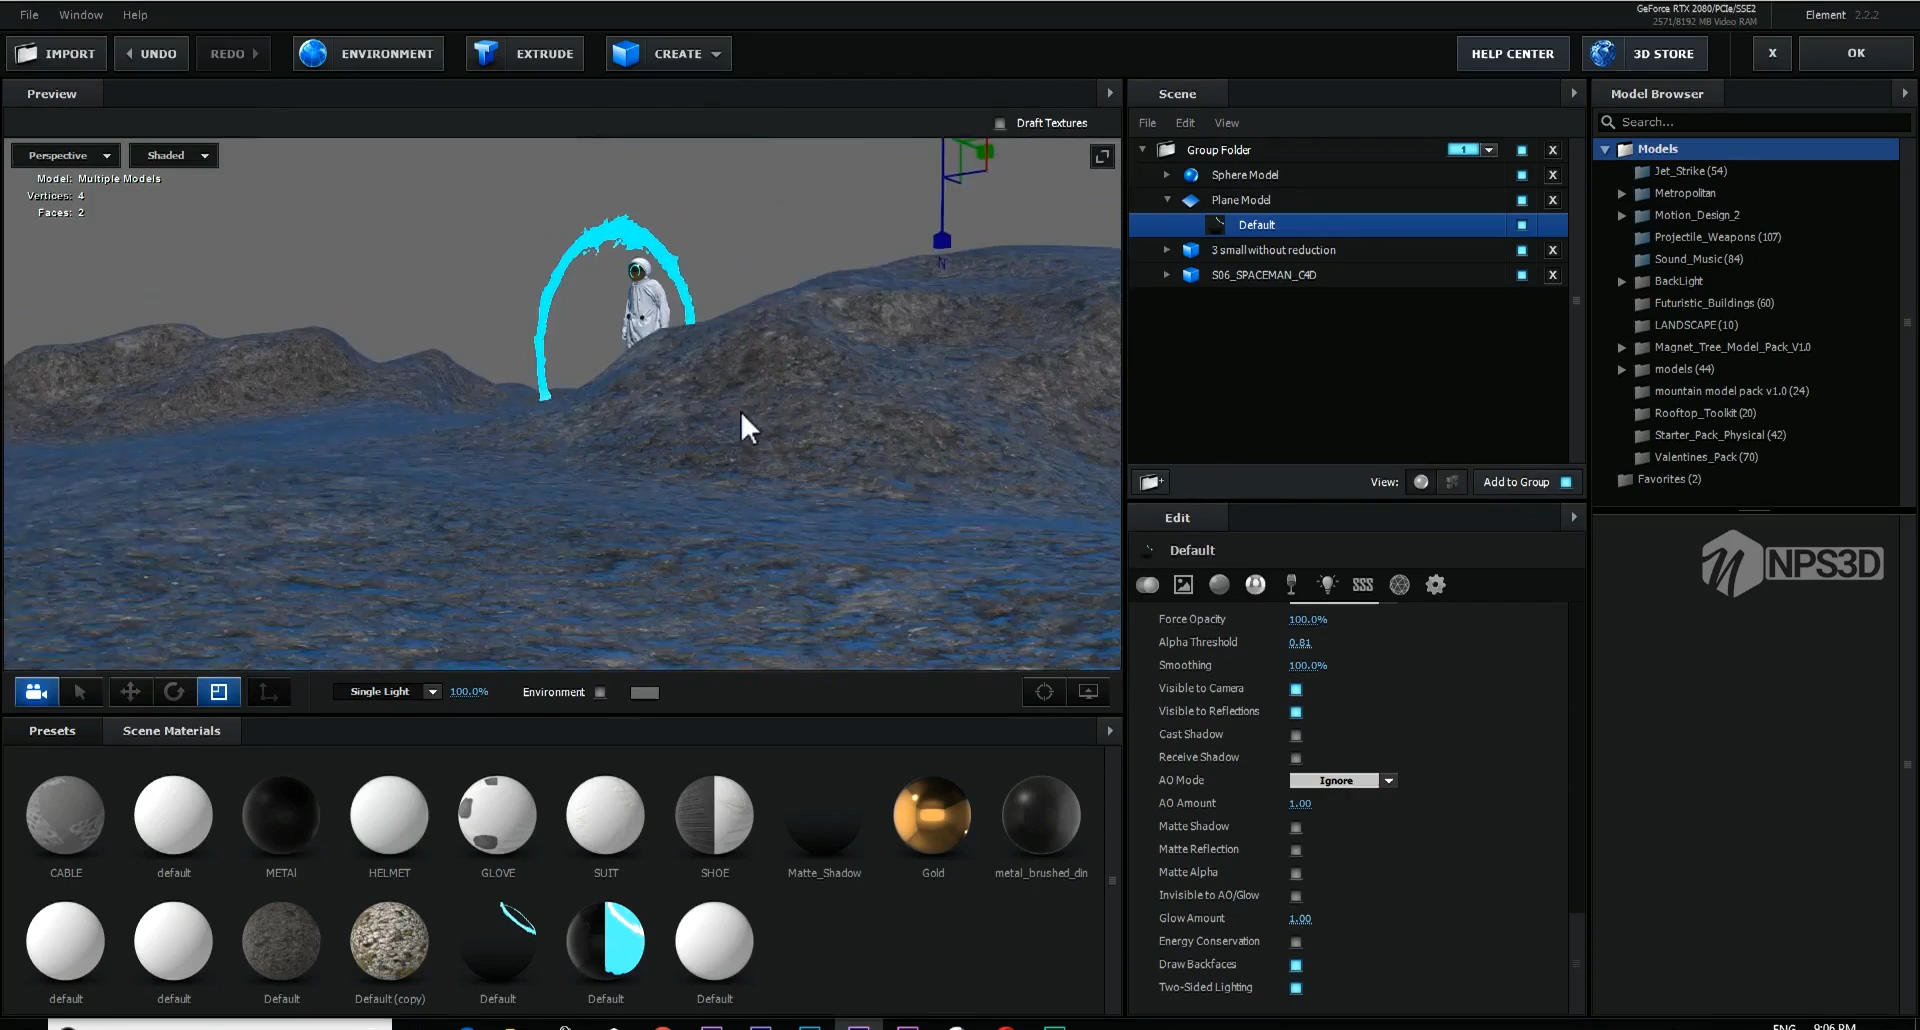 File Window Help
GeForce RTX 2080/PCIe/SSE2
2571/8192 MB Video RAM
Element 2.2.2
IMPORT UNDO REDO ENVIRONMENT EXTRUDE CREATE HELP CENTER 3D STORE X OK
Preview
Draft Textures
Perspective Shaded
Model: Multiple Models
Vertices: 4
Faces: 2
N
Single Light 100.0% Environment
Presets Scene Materials
CABLE default METAl HELMET GLOVE SUIT SHOE Matte_Shadow Gold metal_brushed_din
default default Default Default (copy) Default Default Default
Scene
File Edit View
Group Folder 1 X
Sphere Model X
Plane Model X
Default
3 small without reduction X
S06_SPACEMAN_C4D X
View: Add to Group
Edit
Default
SSS
Force Opacity 100.0%
Alpha Threshold 0.81
Smoothing 100.0%
Visible to Camera
Visible to Reflections
Cast Shadow
Receive Shadow
AO Mode Ignore
AO Amount 1.00
Matte Shadow
Matte Reflection
Matte Alpha
Invisible to AO/Glow
Glow Amount 1.00
Energy Conservation
Draw Backfaces
Two-Sided Lighting
Model Browser
Search...
Models
Jet_Strike (54)
Metropolitan
Motion_Design_2
Projectile_Weapons (107)
Sound_Music (84)
BackLight
Futuristic_Buildings (60)
LANDSCAPE (10)
Magnet_Tree_Model_Pack_V1.0
models (44)
mountain model pack v1.0 (24)
Rooftop_Toolkit (20)
Starter_Pack_Physical (42)
Valentines_Pack (70)
Favorites (2)
NPS3D
ENG 9:06 PM